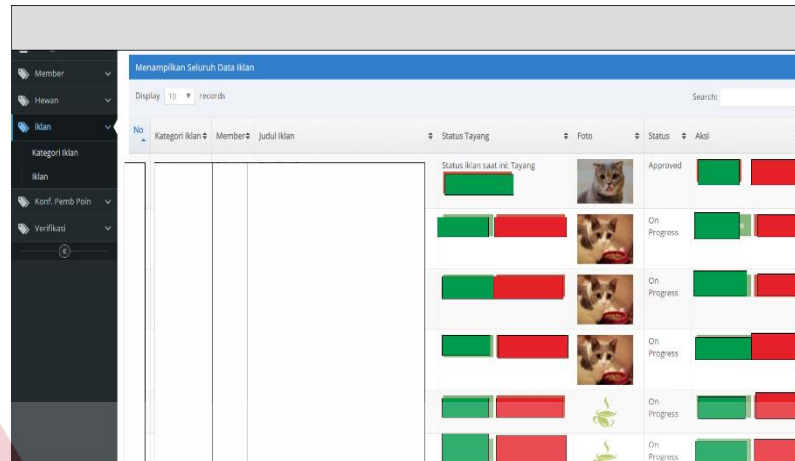 Member
Hewan
Iklan
Kategori Iklan
Iklan
Konf. Pemb Poin
Verifikasi
Menampilkan Seluruh Data Iklan
Display 10 records
Search:
No Kategori Iklan Member Judul Iklan Status Tayang Foto Status Aksi
Status iklan saat ini: Tayang
Approved
On
Progress
On
Progress
On
Progress
On
Progress
On
Progress